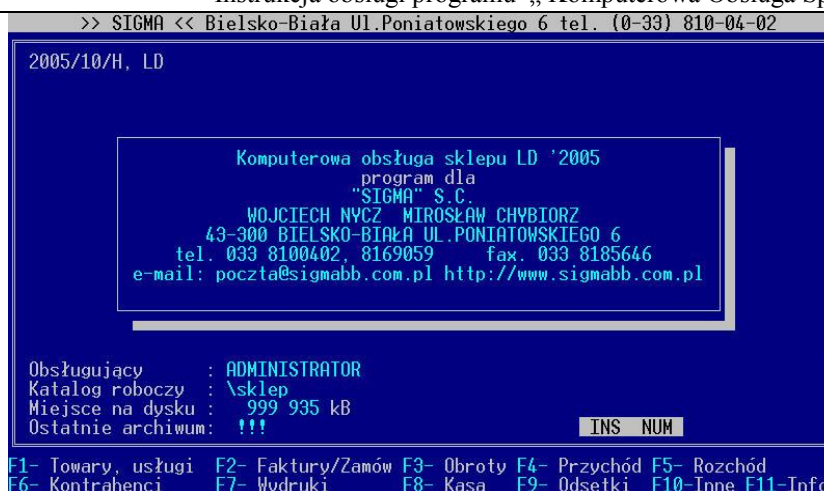 Instrukcja obsługi programu „ Komputerowa Obsługa
>> SIGMA << Bielsko-Biała Ul.Poniatowskiego 6 tel. (0-33) 810-04-02
2005/10/H, LD
Komputerowa obsługa sklepu LD '2005
program dla
"SIGMA" S.C.
WOJCIECH NYCZ MIROSŁAW CHYBIORZ
43-300 BIELSKO-BIAŁA UL.PONIATOWSKIEGO 6
tel. 033 8100402, 8169059 fax. 033 8185646
e-mail: poczta@sigmabb.com.pl http://www.sigmabb.com.pl
Obsługujący : ADMINISTRATOR
Katalog roboczy : \sklep
Miejsce na dysku : 999 935 kB
Ostatnie archiwum: !!!
INS NUM
F1- Towary, usługi F2- Faktury/Zamów F3- Obroty F4- Przychód F5- Rozchód
F6- Kontrahenci F7- Wydruki F8- Kasa F9- Odsetki F10-Inne F11-Info